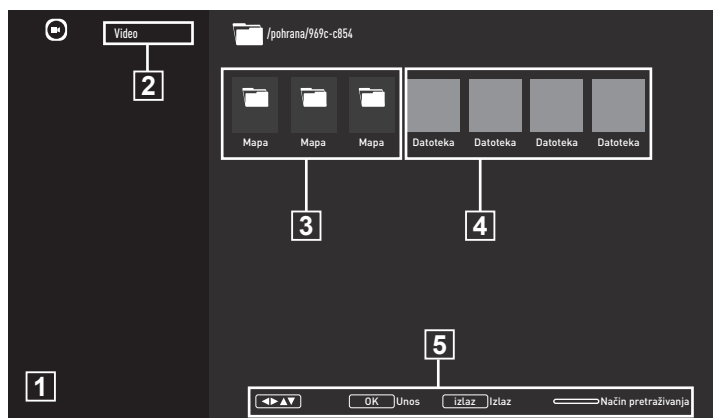 Video
/pohrana/969c-c854
2
Mapa Mapa Mapa Datoteka Datoteka Datoteka Datoteka
3 4
5
1
◄►▲▼ OK Unos izlaz Izlaz Način pretraživanja